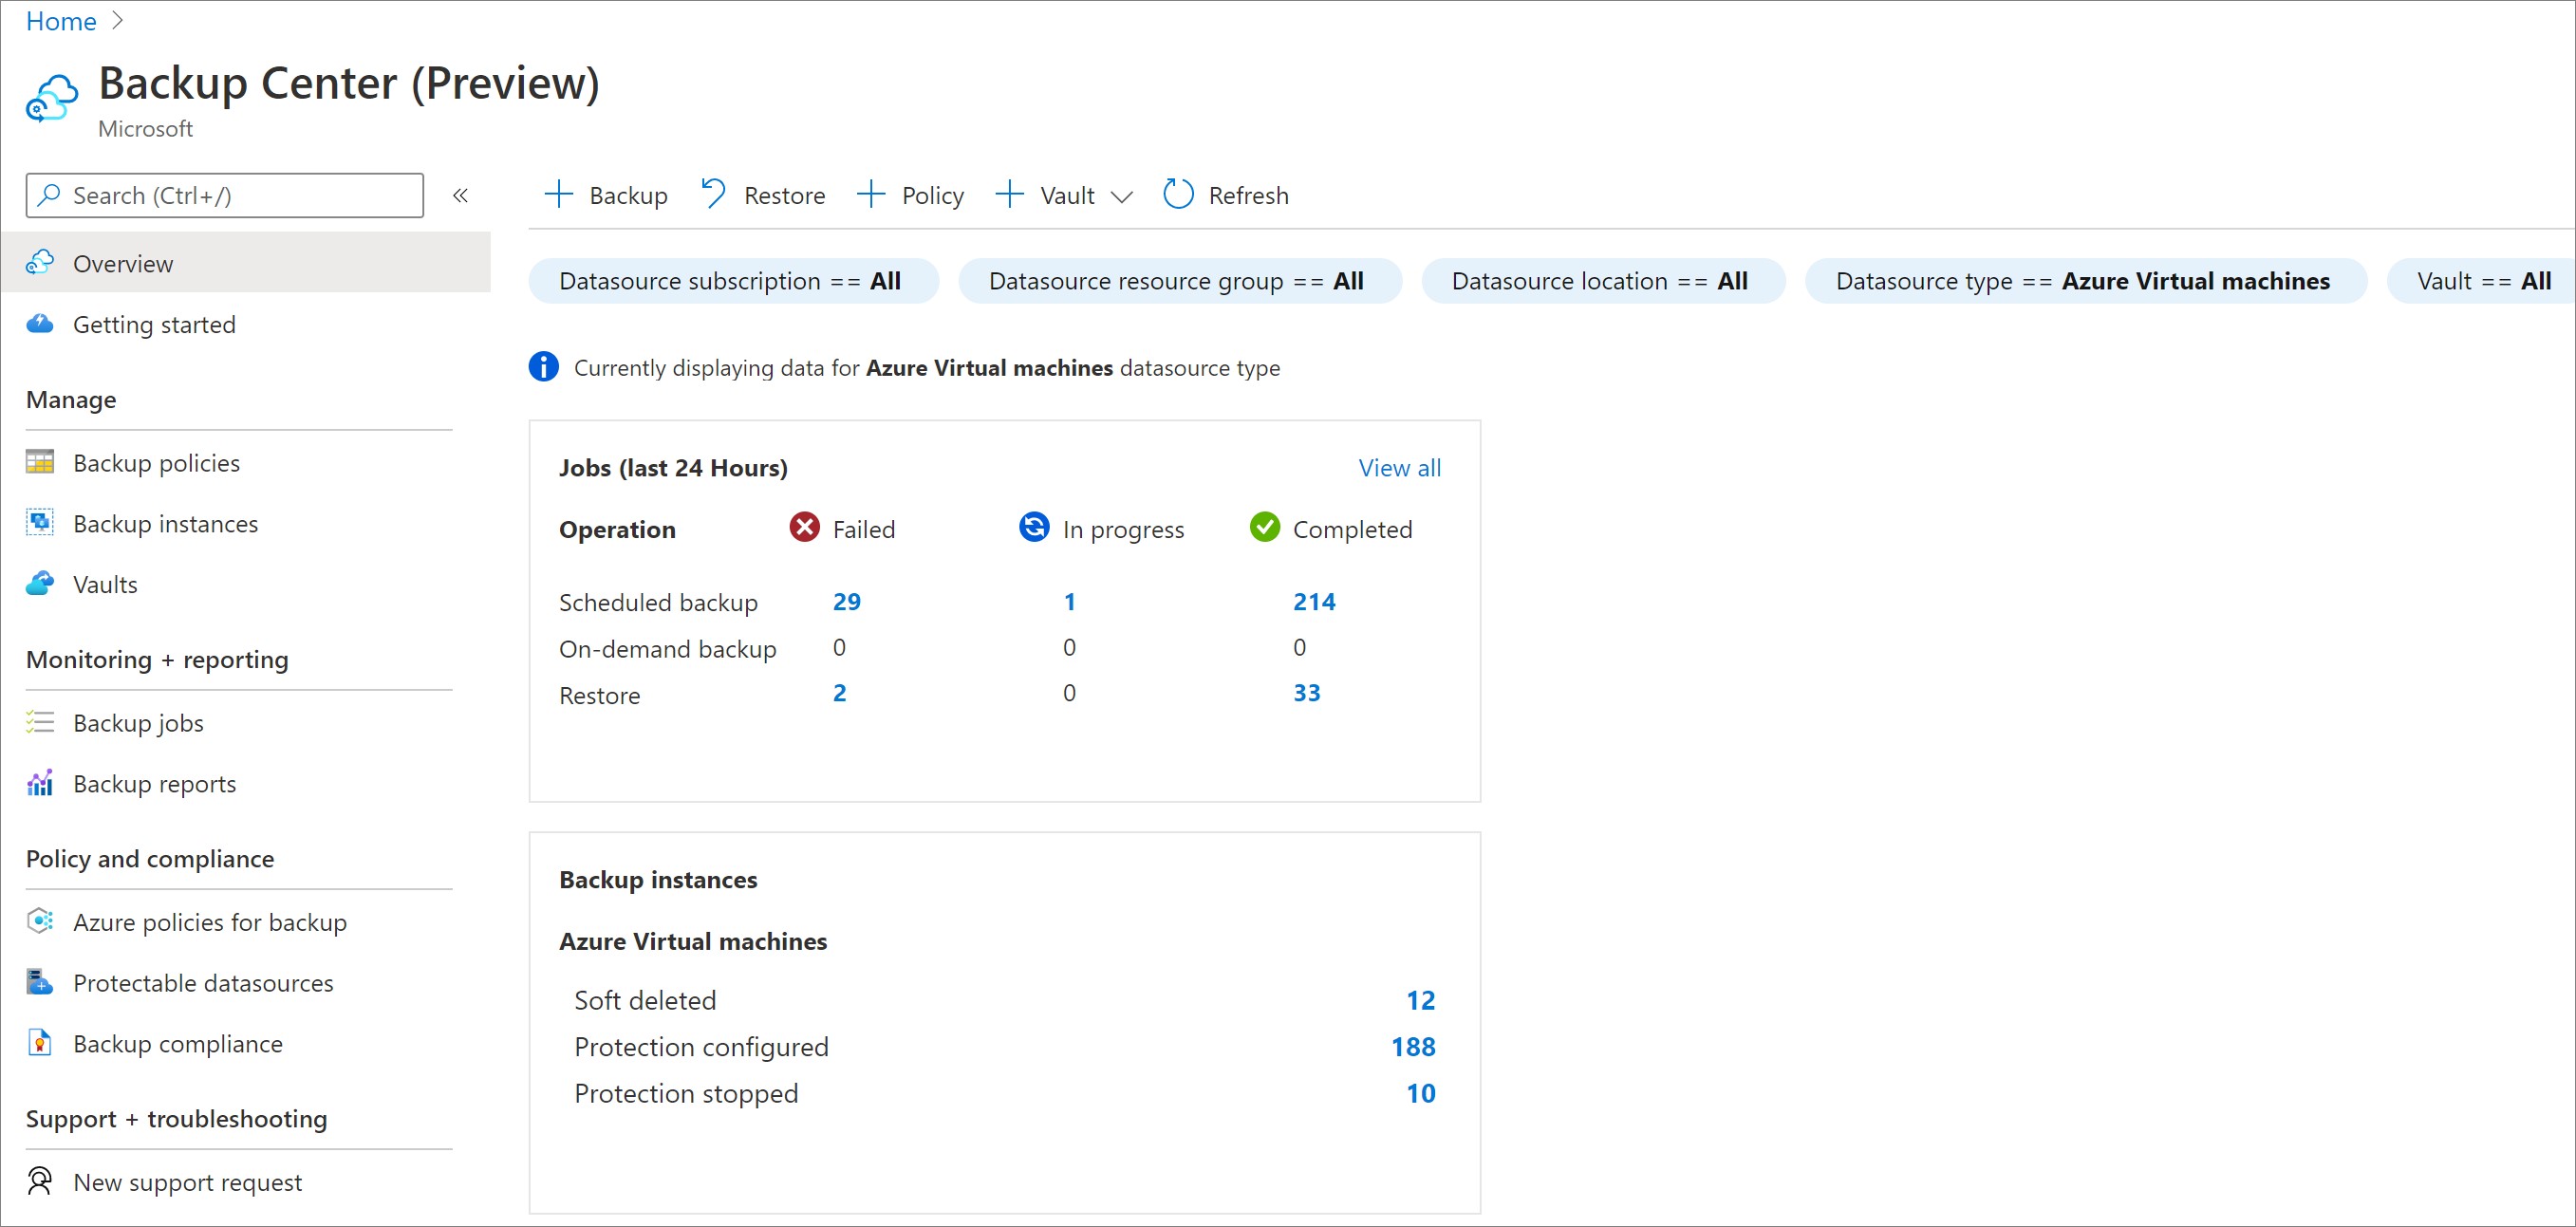 Home
Backup Center (Preview)
Microsoft
Search (Ctrl+/)
Overview
Getting started
Manage
Backup policies
Backup instances
Vaults
Monitoring + reporting
Backup jobs
Backup reports
Policy and compliance
Azure policies for backup
Protectable datasources
Backup compliance
Support + troubleshooting
New support request
Backup Restore Policy Vault Refresh
Datasource subscription == All Datasource resource group == All Datasource location == All Datasource type == Azure Virtual machines Vault == All
Currently displaying data for Azure Virtual machines datasource type
Jobs (last 24 Hours) View all
Operation Failed In progress Completed
Scheduled backup 29 1 214
On-demand backup 0 0 0
Restore 2 0 33
Backup instances
Azure Virtual machines
Soft deleted 12
Protection configured 188
Protection stopped 10